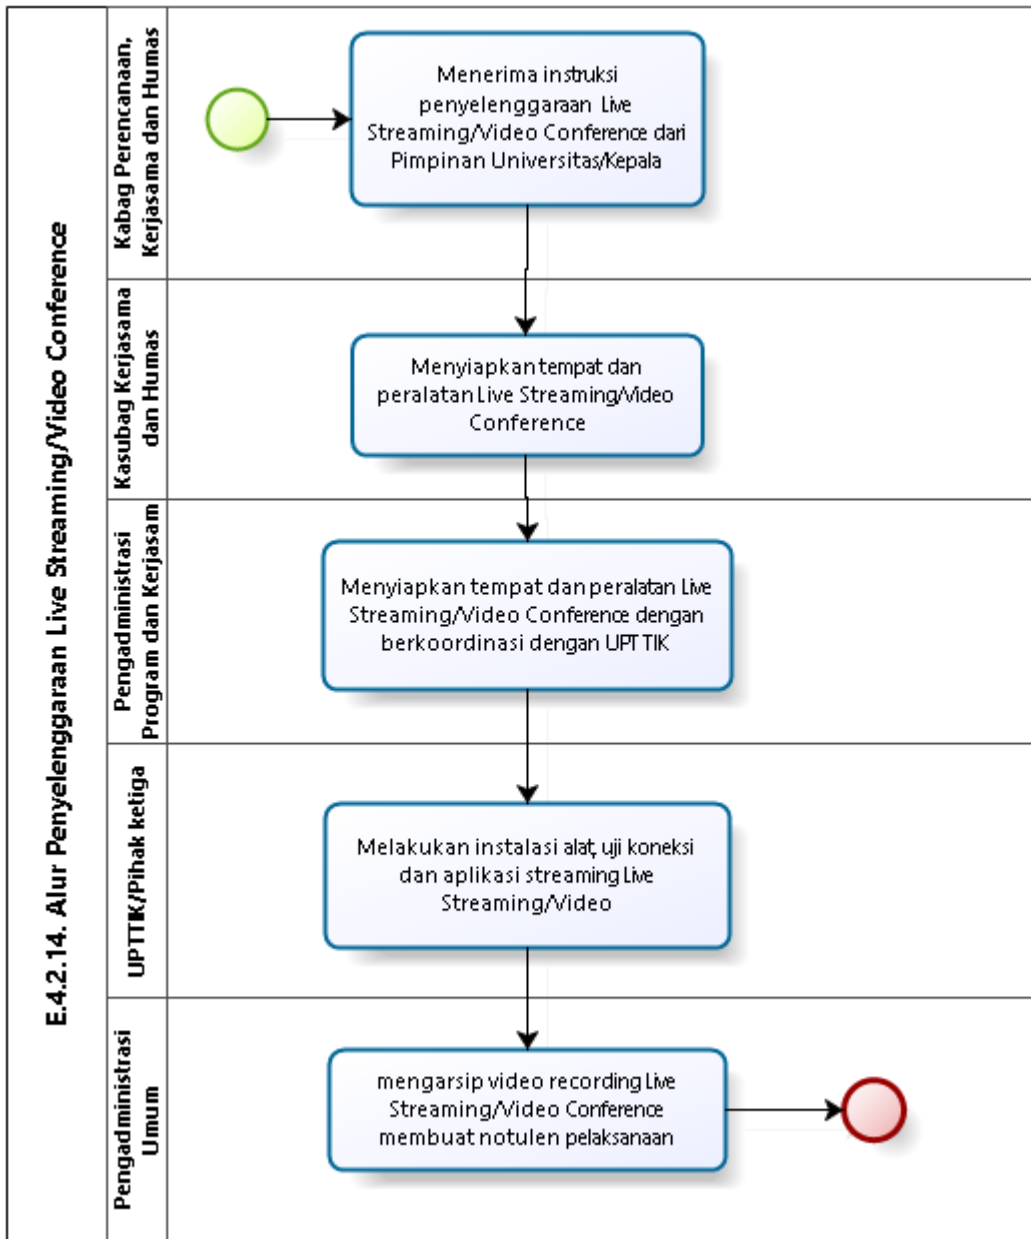 E.4.2.14. Alur Penyelenggaraan Live Streaming/Video Conference
Kabag Perencanaan,
Kerjasama dan Humas
Menerima instruksi
penyelenggaraan Live
Streaming/Video Conference dari
Pimpinan Universitas/Kepala
Kasubag Kerjasama
dan Humas
Menyiapkan tempat dan
peralatan Live Streaming/Video
Conference
Pengadministrasi
Program dan Kerjasam
Menyiapkan tempat dan peralatan Live
Streaming/Video Conference dengan
berkoordinasi dengan UPT TIK
UPTTIK/Pihak ketiga
Melakukan instalasi alat, uji koneksi
dan aplikasi streaming Live
Streaming/Video
Pengadministrasi
Umum
mengarsip video recording Live
Streaming/Video Conference
membuat notulen pelaksanaan